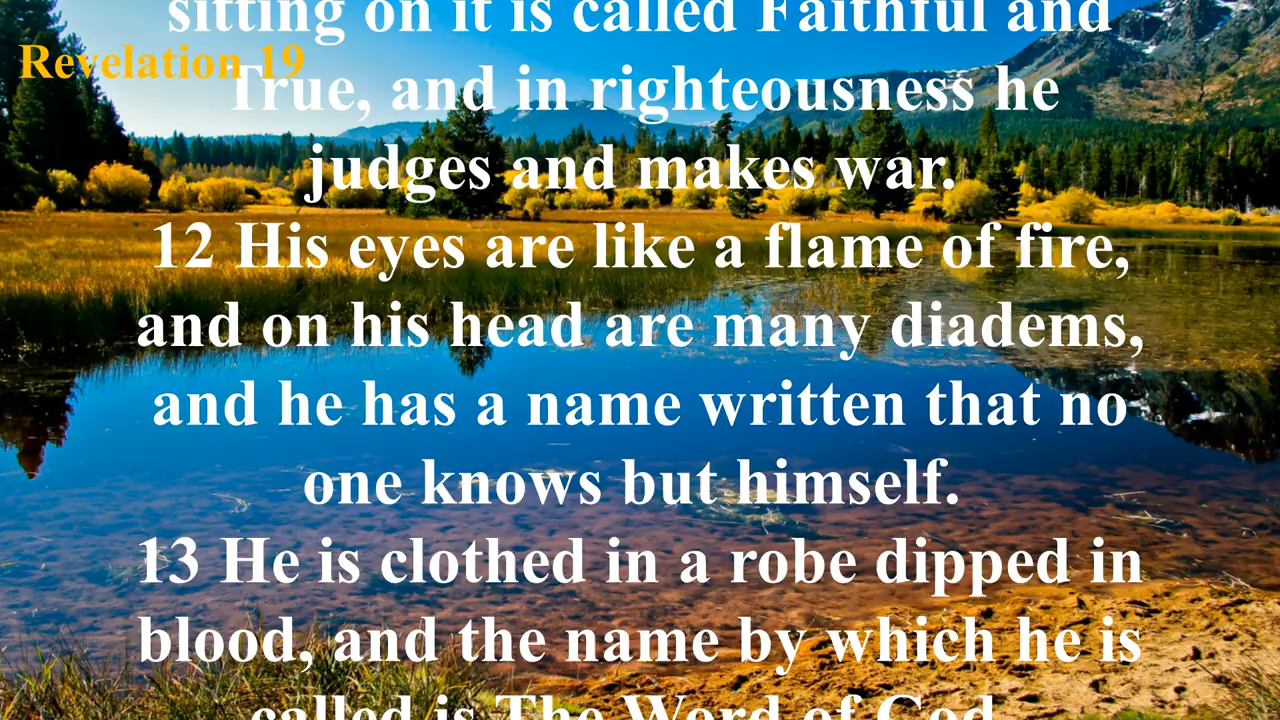 sitting on it is called Faithful and
Revelation 19
True, and in righteousness he
judges and makes war.
12 His eyes are like a flame of fire,
and on his head are many diadems,
and he has a name written that no
one knows but himself.
13 He is clothed in a robe dipped in
blood, and the name by which he is
called is The Word of God.